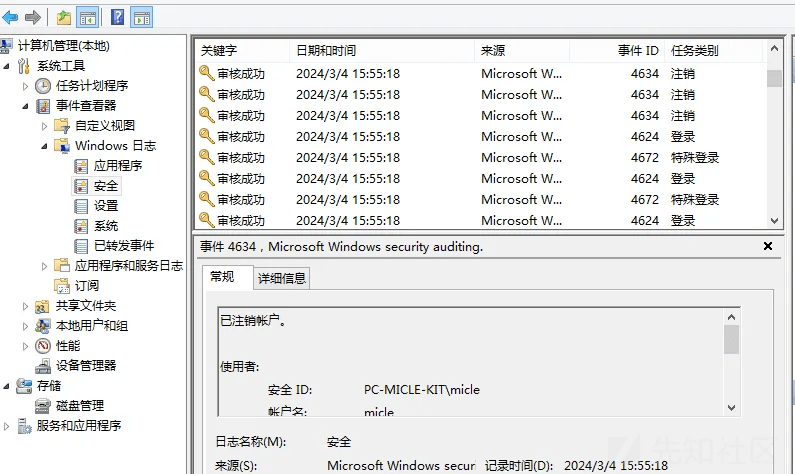 计算机管理(本地)
系统工具
任务计划程序
事件查看器
自定义视图
Windows 日志
应用程序
安全
设置
系统
已转发事件
应用程序和服务日志
订阅
共享文件夹
本地用户和组
性能
设备管理器
存储
磁盘管理
服务和应用程序
关键字 日期和时间 来源 事件 ID 任务类别
审核成功 2024/3/4 15:55:18 Microsoft W... 4634 注销
审核成功 2024/3/4 15:55:18 Microsoft W... 4634 注销
审核成功 2024/3/4 15:55:18 Microsoft W... 4634 注销
审核成功 2024/3/4 15:55:18 Microsoft W... 4624 登录
审核成功 2024/3/4 15:55:18 Microsoft W... 4672 特殊登录
审核成功 2024/3/4 15:55:18 Microsoft W... 4624 登录
审核成功 2024/3/4 15:55:18 Microsoft W... 4672 特殊登录
审核成功 2024/3/4 15:55:18 Microsoft W... 4624 登录
事件 4634，Microsoft Windows security auditing.
常规 详细信息
已注销帐户。
使用者:
安全 ID: PC-MICLE-KIT\micle
帐户名: micle
日志名称(M): 安全
来源(S): Microsoft Windows secur 记录时间(D): 2024/3/4 15:55:18
先知社区